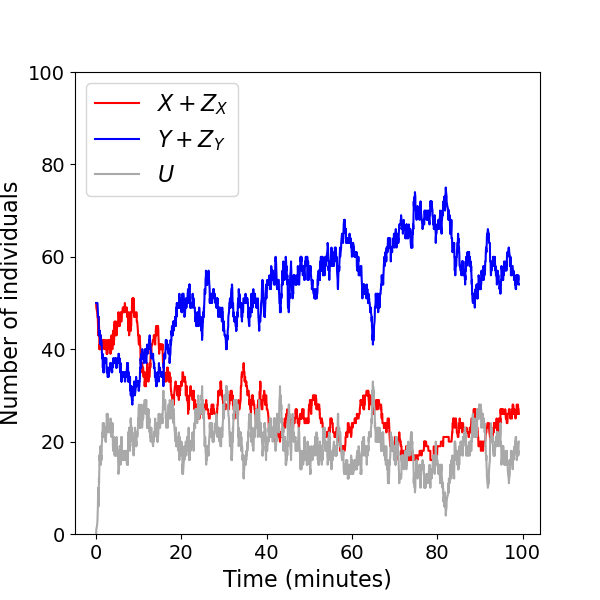 Number of individuals
100
80
60
40
20
0
X + Z_X
Y + Z_Y
U
0 20 40 60 80 100
Time (minutes)